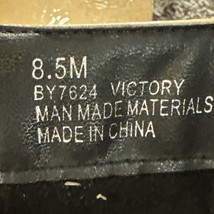 8.5M
BY7624 VICTORY
MAN MADE MATERIALS
MADE IN CHINA